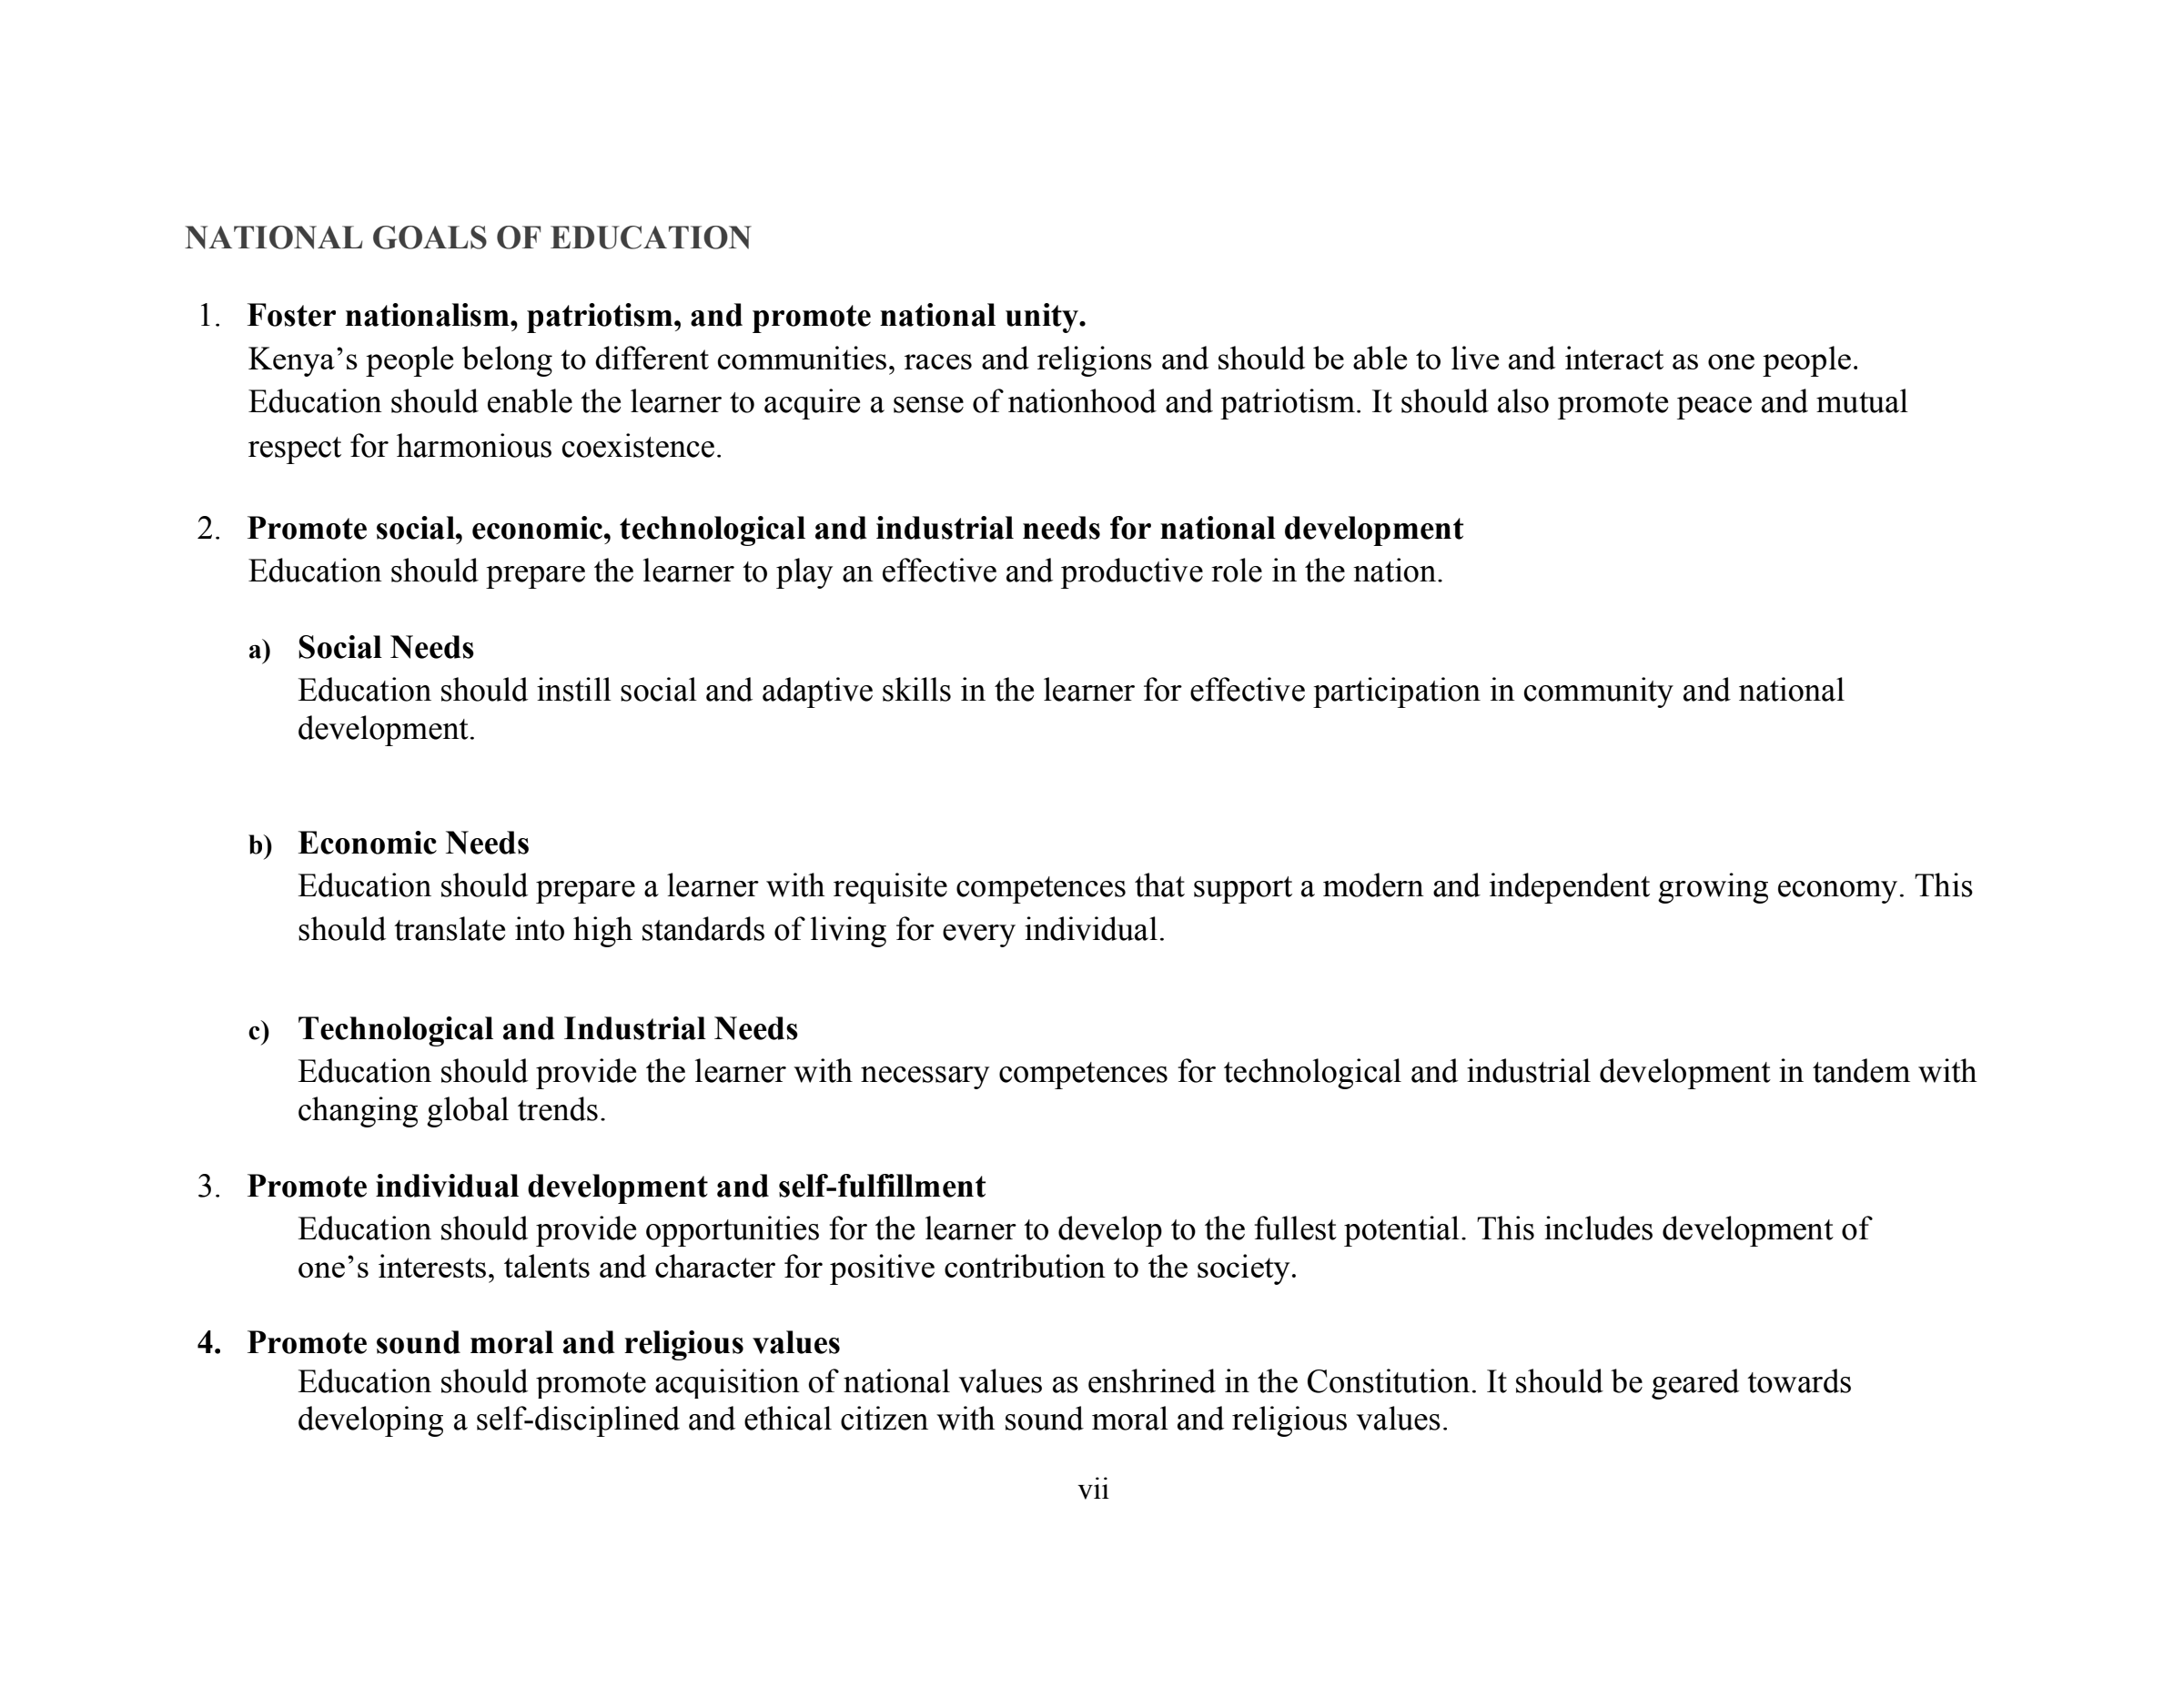 NATIONAL GOALS OF EDUCATION
1. Foster nationalism, patriotism, and promote national unity.
Kenya’s people belong to different communities, races and religions and should be able to live and interact as one people.
Education should enable the learner to acquire a sense of nationhood and patriotism. It should also promote peace and mutual
respect for harmonious coexistence.
2. Promote social, economic, technological and industrial needs for national development
Education should prepare the learner to play an effective and productive role in the nation.
a) Social Needs
Education should instill social and adaptive skills in the learner for effective participation in community and national
development.
b) Economic Needs
Education should prepare a learner with requisite competences that support a modern and independent growing economy. This
should translate into high standards of living for every individual.
c) Technological and Industrial Needs
Education should provide the learner with necessary competences for technological and industrial development in tandem with
changing global trends.
3. Promote individual development and self-fulfillment
Education should provide opportunities for the learner to develop to the fullest potential. This includes development of
one’s interests, talents and character for positive contribution to the society.
4. Promote sound moral and religious values
Education should promote acquisition of national values as enshrined in the Constitution. It should be geared towards
developing a self-disciplined and ethical citizen with sound moral and religious values.
vii